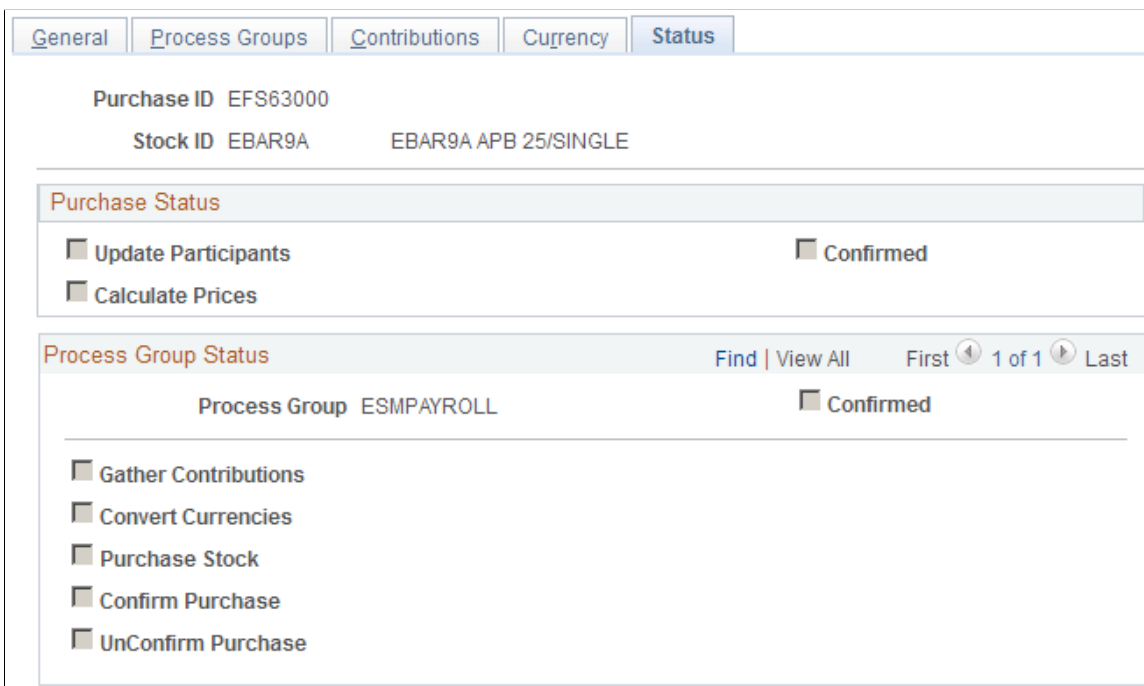 General Process Groups Contributions Currency Status
Purchase ID EFS63000
Stock ID EBAR9A EBAR9A APB 25/SINGLE
Purchase Status
Update Participants Confirmed
Calculate Prices
Process Group Status Find | View All First 1 of 1 Last
Process Group ESMPAYROLL Confirmed
Gather Contributions
Convert Currencies
Purchase Stock
Confirm Purchase
UnConfirm Purchase